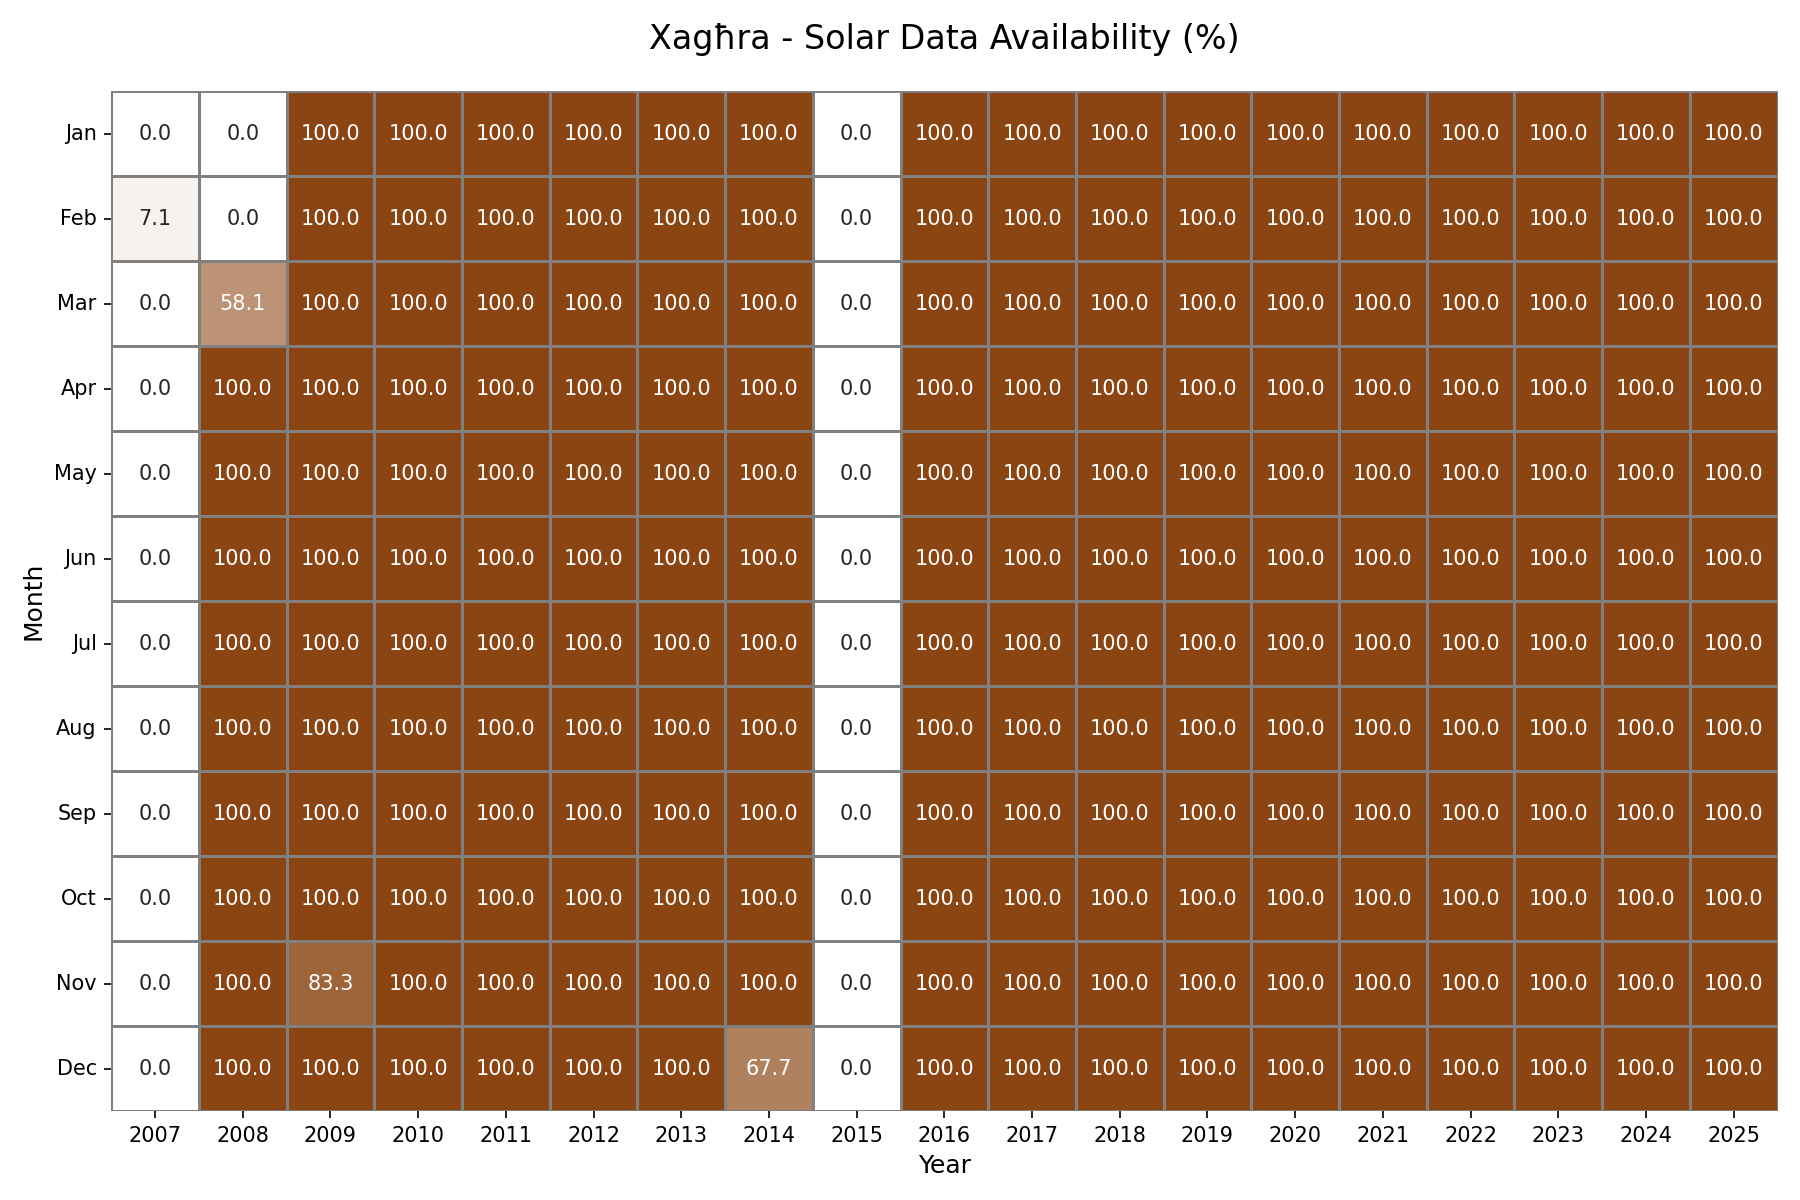 Xagħra - Solar Data Availability (%)
Jan 0.0 0.0 100.0 100.0 100.0 100.0 100.0 100.0 0.0 100.0 100.0 100.0 100.0 100.0 100.0 100.0 100.0 100.0 100.0
Feb 7.1 0.0 100.0 100.0 100.0 100.0 100.0 100.0 0.0 100.0 100.0 100.0 100.0 100.0 100.0 100.0 100.0 100.0 100.0
Mar 0.0 58.1 100.0 100.0 100.0 100.0 100.0 100.0 0.0 100.0 100.0 100.0 100.0 100.0 100.0 100.0 100.0 100.0 100.0
Apr 0.0 100.0 100.0 100.0 100.0 100.0 100.0 100.0 0.0 100.0 100.0 100.0 100.0 100.0 100.0 100.0 100.0 100.0 100.0
May 0.0 100.0 100.0 100.0 100.0 100.0 100.0 100.0 0.0 100.0 100.0 100.0 100.0 100.0 100.0 100.0 100.0 100.0 100.0
Jun 0.0 100.0 100.0 100.0 100.0 100.0 100.0 100.0 0.0 100.0 100.0 100.0 100.0 100.0 100.0 100.0 100.0 100.0 100.0
Month
Jul 0.0 100.0 100.0 100.0 100.0 100.0 100.0 100.0 0.0 100.0 100.0 100.0 100.0 100.0 100.0 100.0 100.0 100.0 100.0
Aug 0.0 100.0 100.0 100.0 100.0 100.0 100.0 100.0 0.0 100.0 100.0 100.0 100.0 100.0 100.0 100.0 100.0 100.0 100.0
Sep 0.0 100.0 100.0 100.0 100.0 100.0 100.0 100.0 0.0 100.0 100.0 100.0 100.0 100.0 100.0 100.0 100.0 100.0 100.0
Oct 0.0 100.0 100.0 100.0 100.0 100.0 100.0 100.0 0.0 100.0 100.0 100.0 100.0 100.0 100.0 100.0 100.0 100.0 100.0
Nov 0.0 100.0 83.3 100.0 100.0 100.0 100.0 100.0 0.0 100.0 100.0 100.0 100.0 100.0 100.0 100.0 100.0 100.0 100.0
Dec 0.0 100.0 100.0 100.0 100.0 100.0 100.0 67.7 0.0 100.0 100.0 100.0 100.0 100.0 100.0 100.0 100.0 100.0 100.0
2007 2008 2009 2010 2011 2012 2013 2014 2015 2016 2017 2018 2019 2020 2021 2022 2023 2024 2025
Year